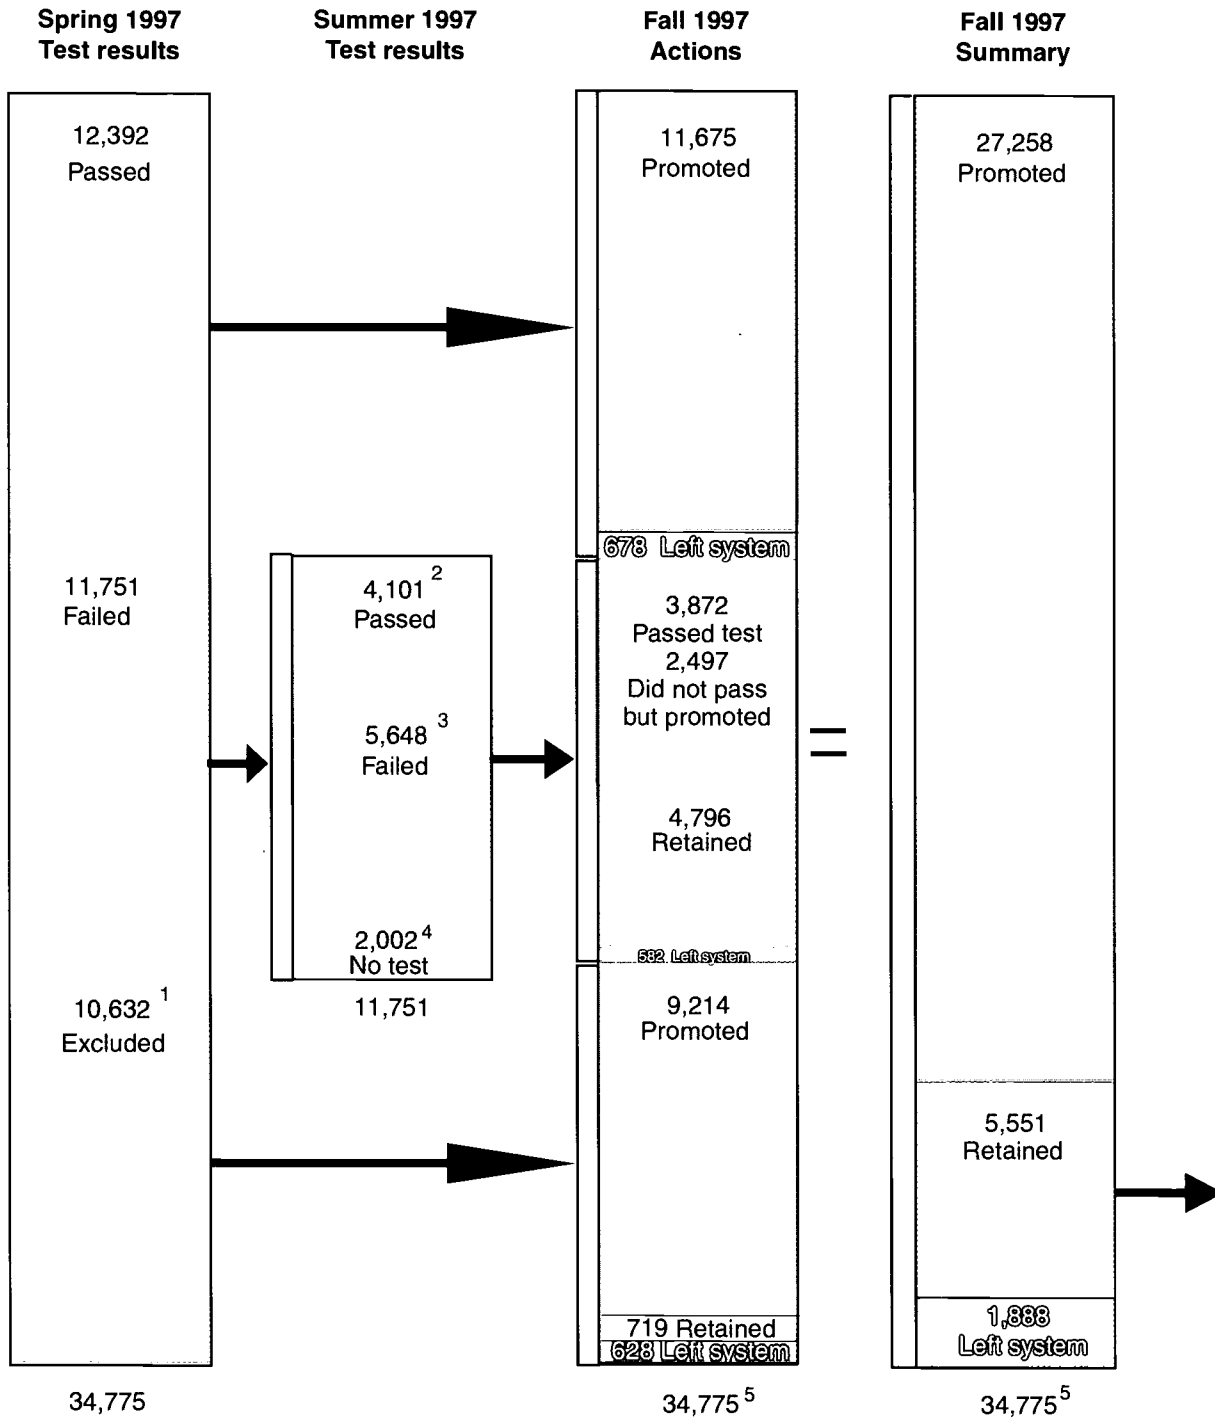 Spring 1997
Test results
Summer 1997
Test results
Fall 1997
Actions
Fall 1997
Summary
12,392
Passed
11,751
Failed
10,632 1
Excluded
34,775
4,101 2
Passed
5,648 3
Failed
2,002 4
No test
11,751
11,675
Promoted
678 Left system
3,872
Passed test
2,497
Did not pass
but promoted
4,796
Retained
582 Left system
9,214
Promoted
719 Retained
628 Left system
34,775 5
=
27,258
Promoted
5,551
Retained
1,888
Left system
34,775 5